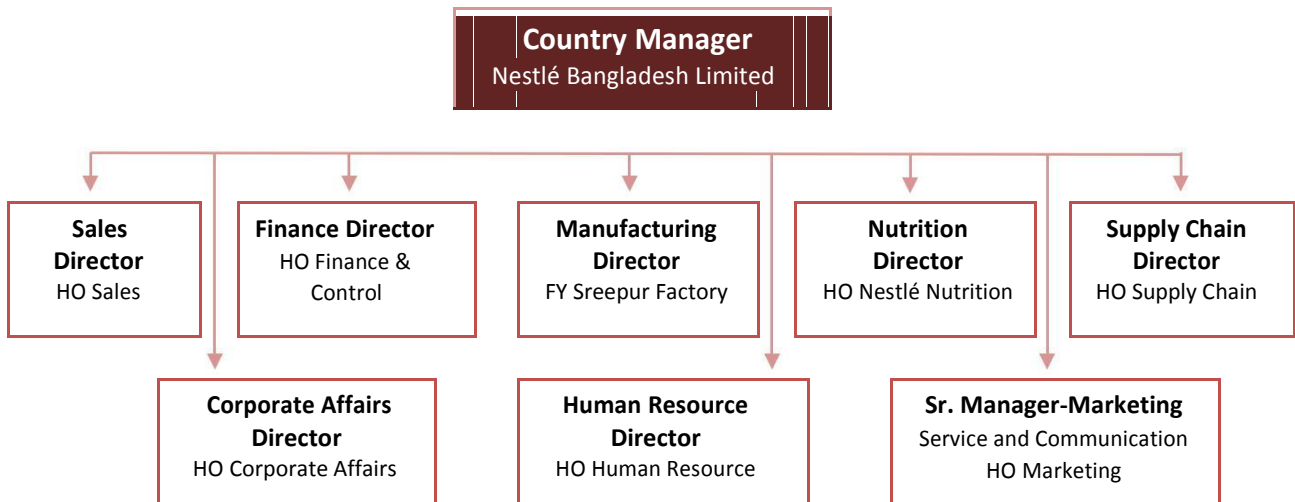 Country Manager
Nestlé Bangladesh Limited
Sales
Director
HO Sales
Finance Director
HO Finance &
Control
Manufacturing
Director
FY Sreepur Factory
Nutrition
Director
HO Nestlé Nutrition
Supply Chain
Director
HO Supply Chain
Corporate Affairs
Director
HO Corporate Affairs
Human Resource
Director
HO Human Resource
Sr. Manager-Marketing
Service and Communication
HO Marketing